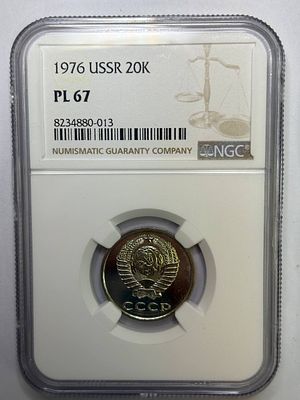 1976 USSR 20K
PL 67
8234880-013
NUMISMATIC GUARANTY COMPANY
NGC
СССР